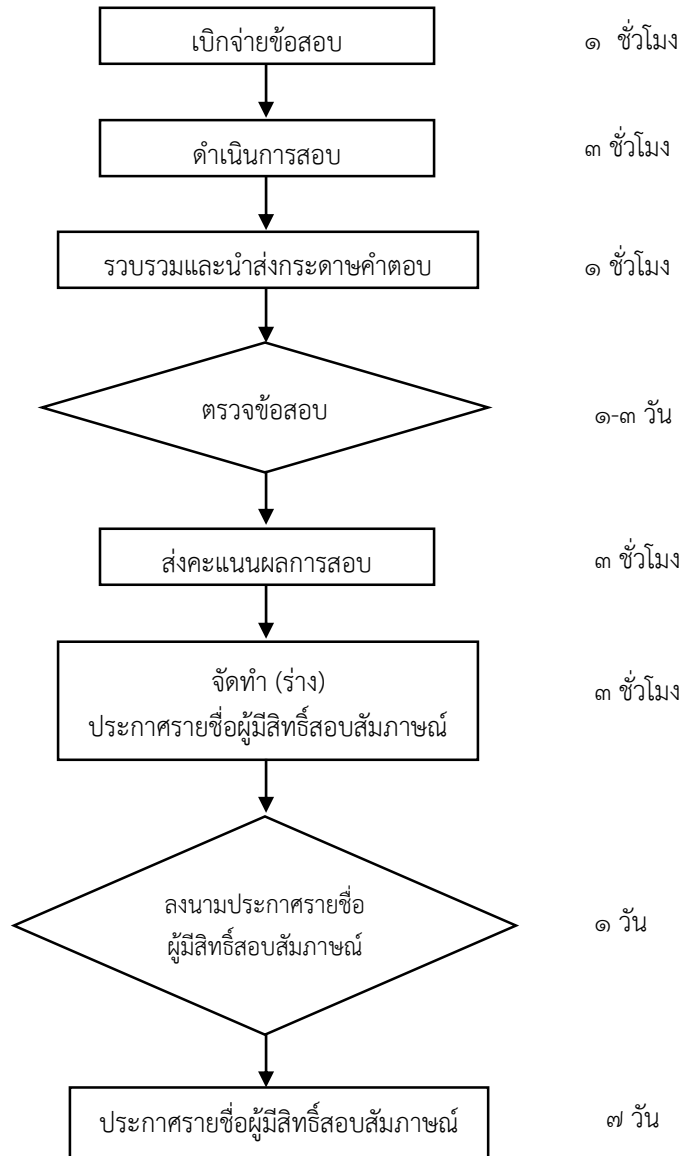 เบิกจ่ายข้อสอบ ๑ ชั่วโมง
ดำเนินการสอบ ๓ ชั่วโมง
รวบรวมและนำส่งกระดาษคำตอบ ๑ ชั่วโมง
ตรวจข้อสอบ ๑-๓ วัน
ส่งคะแนนผลการสอบ ๓ ชั่วโมง
จัดทำ (ร่าง)
ประกาศรายชื่อผู้มีสิทธิ์สอบสัมภาษณ์ ๓ ชั่วโมง
ลงนามประกาศรายชื่อ
ผู้มีสิทธิ์สอบสัมภาษณ์ ๑ วัน
ประกาศรายชื่อผู้มีสิทธิ์สอบสัมภาษณ์ ๗ วัน